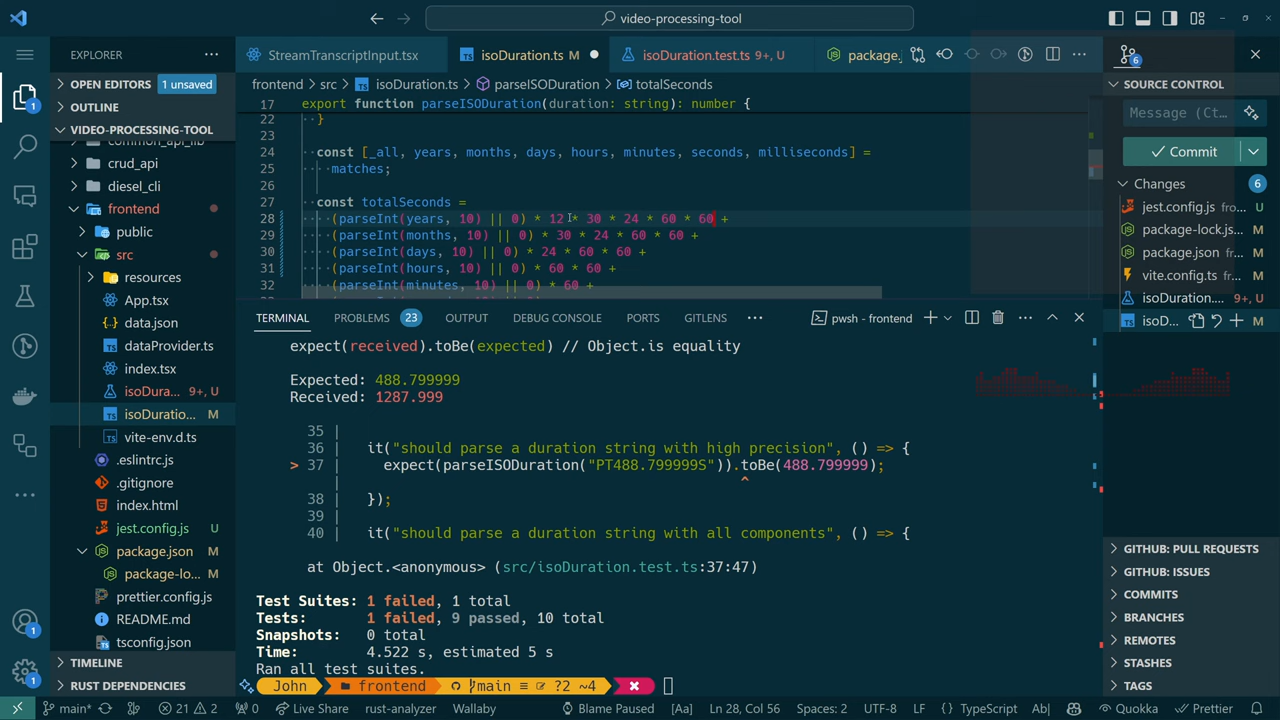 video-processing-tool
EXPLORER
OPEN EDITORS 1 unsaved
OUTLINE
VIDEO-PROCESSING-TOOL
common_api_lib
crud_api
diesel_cli
frontend
public
src
resources
App.tsx
data.json
dataProvider.ts
index.tsx
isoDura... 9+, U
isoDuratio... M
vite-env.d.ts
.eslintrc.js
.gitignore
index.html
jest.config.js U
package.json M
package-lo... M
prettier.config.js
README.md
tsconfig.json
TIMELINE
RUST DEPENDENCIES
StreamTranscriptInput.tsx
isoDuration.ts M
isoDuration.test.ts 9+, U
package.j
frontend > src > isoDuration.ts > parseISODuration > totalSeconds
17 export function parseISODuration(duration: string): number {
22 }
23
24 const [_all, years, months, days, hours, minutes, seconds, milliseconds] =
25 matches;
26
27 const totalSeconds =
28 (parseInt(years, 10) || 0) * 12 * 30 * 24 * 60 * 60 +
29 (parseInt(months, 10) || 0) * 30 * 24 * 60 * 60 +
30 (parseInt(days, 10) || 0) * 24 * 60 * 60 +
31 (parseInt(hours, 10) || 0) * 60 * 60 +
32 (parseInt(minutes, 10) || 0) * 60 +
TERMINAL PROBLEMS 23 OUTPUT DEBUG CONSOLE PORTS GITLENS ... pwsh - frontend
expect(received).toBe(expected) // Object.is equality
Expected: 488.799999
Received: 1287.999
35 |
36 | it("should parse a duration string with high precision", () => {
> 37 | expect(parseISODuration("PT488.799999S")).toBe(488.799999);
| ^
38 | });
39 |
40 | it("should parse a duration string with all components", () => {
at Object.<anonymous> (src/isoDuration.test.ts:37:47)
Test Suites: 1 failed, 1 total
Tests: 1 failed, 9 passed, 10 total
Snapshots: 0 total
Time: 4.522 s, estimated 5 s
Ran all test suites.
John frontend main ≡ ?2 ~4
6
SOURCE CONTROL
Message (Ct...
Commit
Changes 6
jest.config.js U
package-lock.js... M
package.json M
vite.config.ts M
isoDuration.... 9+, U
isoD... M
GITHUB: PULL REQUESTS
GITHUB: ISSUES
COMMITS
BRANCHES
REMOTES
STASHES
TAGS
main* 21 2 0 Live Share rust-analyzer Wallaby Blame Paused [Aa] Ln 28, Col 56 Spaces: 2 UTF-8 LF {} TypeScript Ab| Quokka Prettier